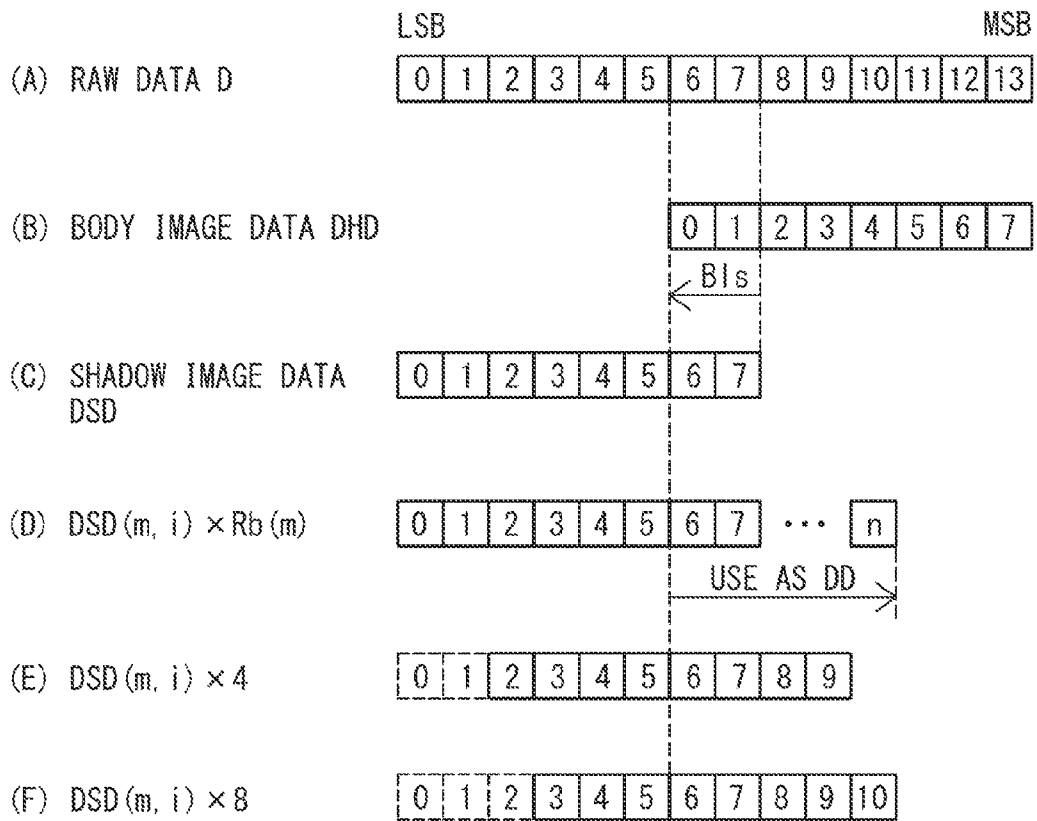 LSB MSB
(A) RAW DATA D 0 1 2 3 4 5 6 7 8 9 10 11 12 13
(B) BODY IMAGE DATA DHD 0 1 2 3 4 5 6 7
BIs
(C) SHADOW IMAGE DATA 0 1 2 3 4 5 6 7
DSD
(D) DSD(m, i) × Rb(m) 0 1 2 3 4 5 6 7 ··· n
USE AS DD
(E) DSD(m, i) × 4 0 1 2 3 4 5 6 7 8 9
(F) DSD(m, i) × 8 0 1 2 3 4 5 6 7 8 9 10